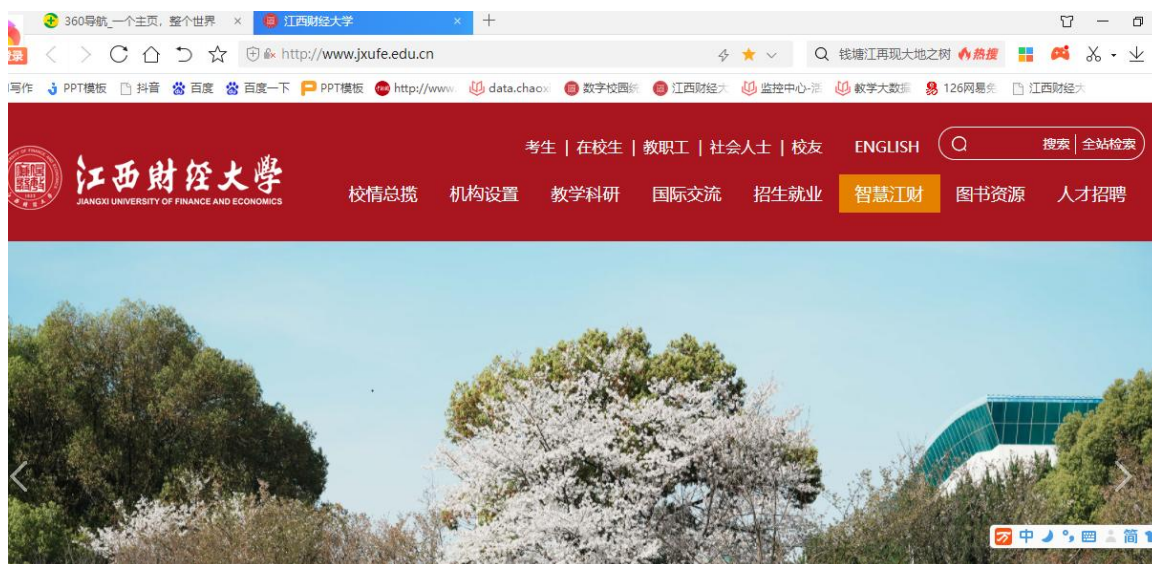 360导航_一个主页，整个世界 × 江西财经大学 × +
http://www.jxufe.edu.cn 钱塘江再现大地之树 热搜
写作 PPT模板 抖音 百度 百度一下 PPT模板 http://www. data.chaoxi 数字校园统 江西财经大 监控中心-活 教学大数据 126网易免 江西财经大
考生 | 在校生 | 教职工 | 社会人士 | 校友 ENGLISH 搜索 | 全站检索
江西财经大学
JIANGXI UNIVERSITY OF FINANCE AND ECONOMICS
校情总揽 机构设置 教学科研 国际交流 招生就业 智慧江财 图书资源 人才招聘
中 简